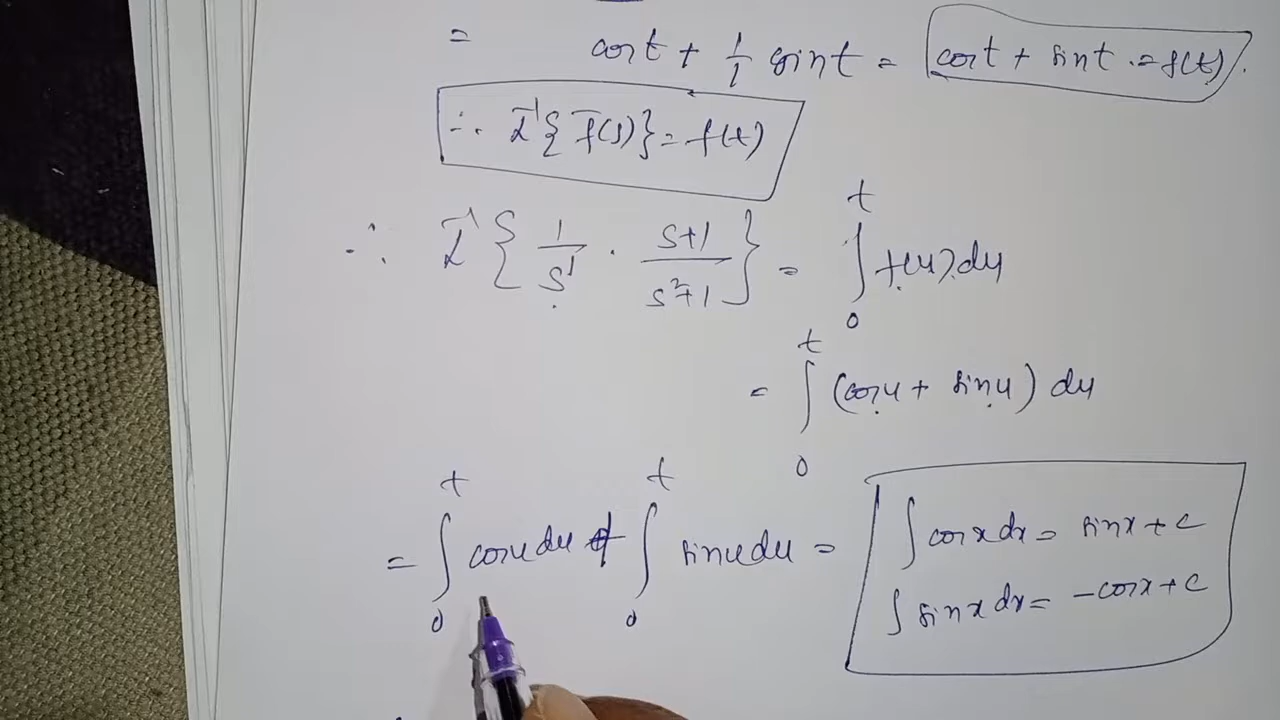 = cos t + 1/1 sin t = cos t + sin t = f(t).
∴ L⁻¹{f̄(s)} = f(t)
∴ L⁻¹{1/s¹ · s+1/s²+1} = ∫₀ᵗ f(u) du
= ∫₀ᵗ (cos u + sin u) du
= ∫₀ᵗ cos u du + ∫₀ᵗ sin u du =
∫ cos x dx = sin x + c
∫ sin x dx = - cos x + c